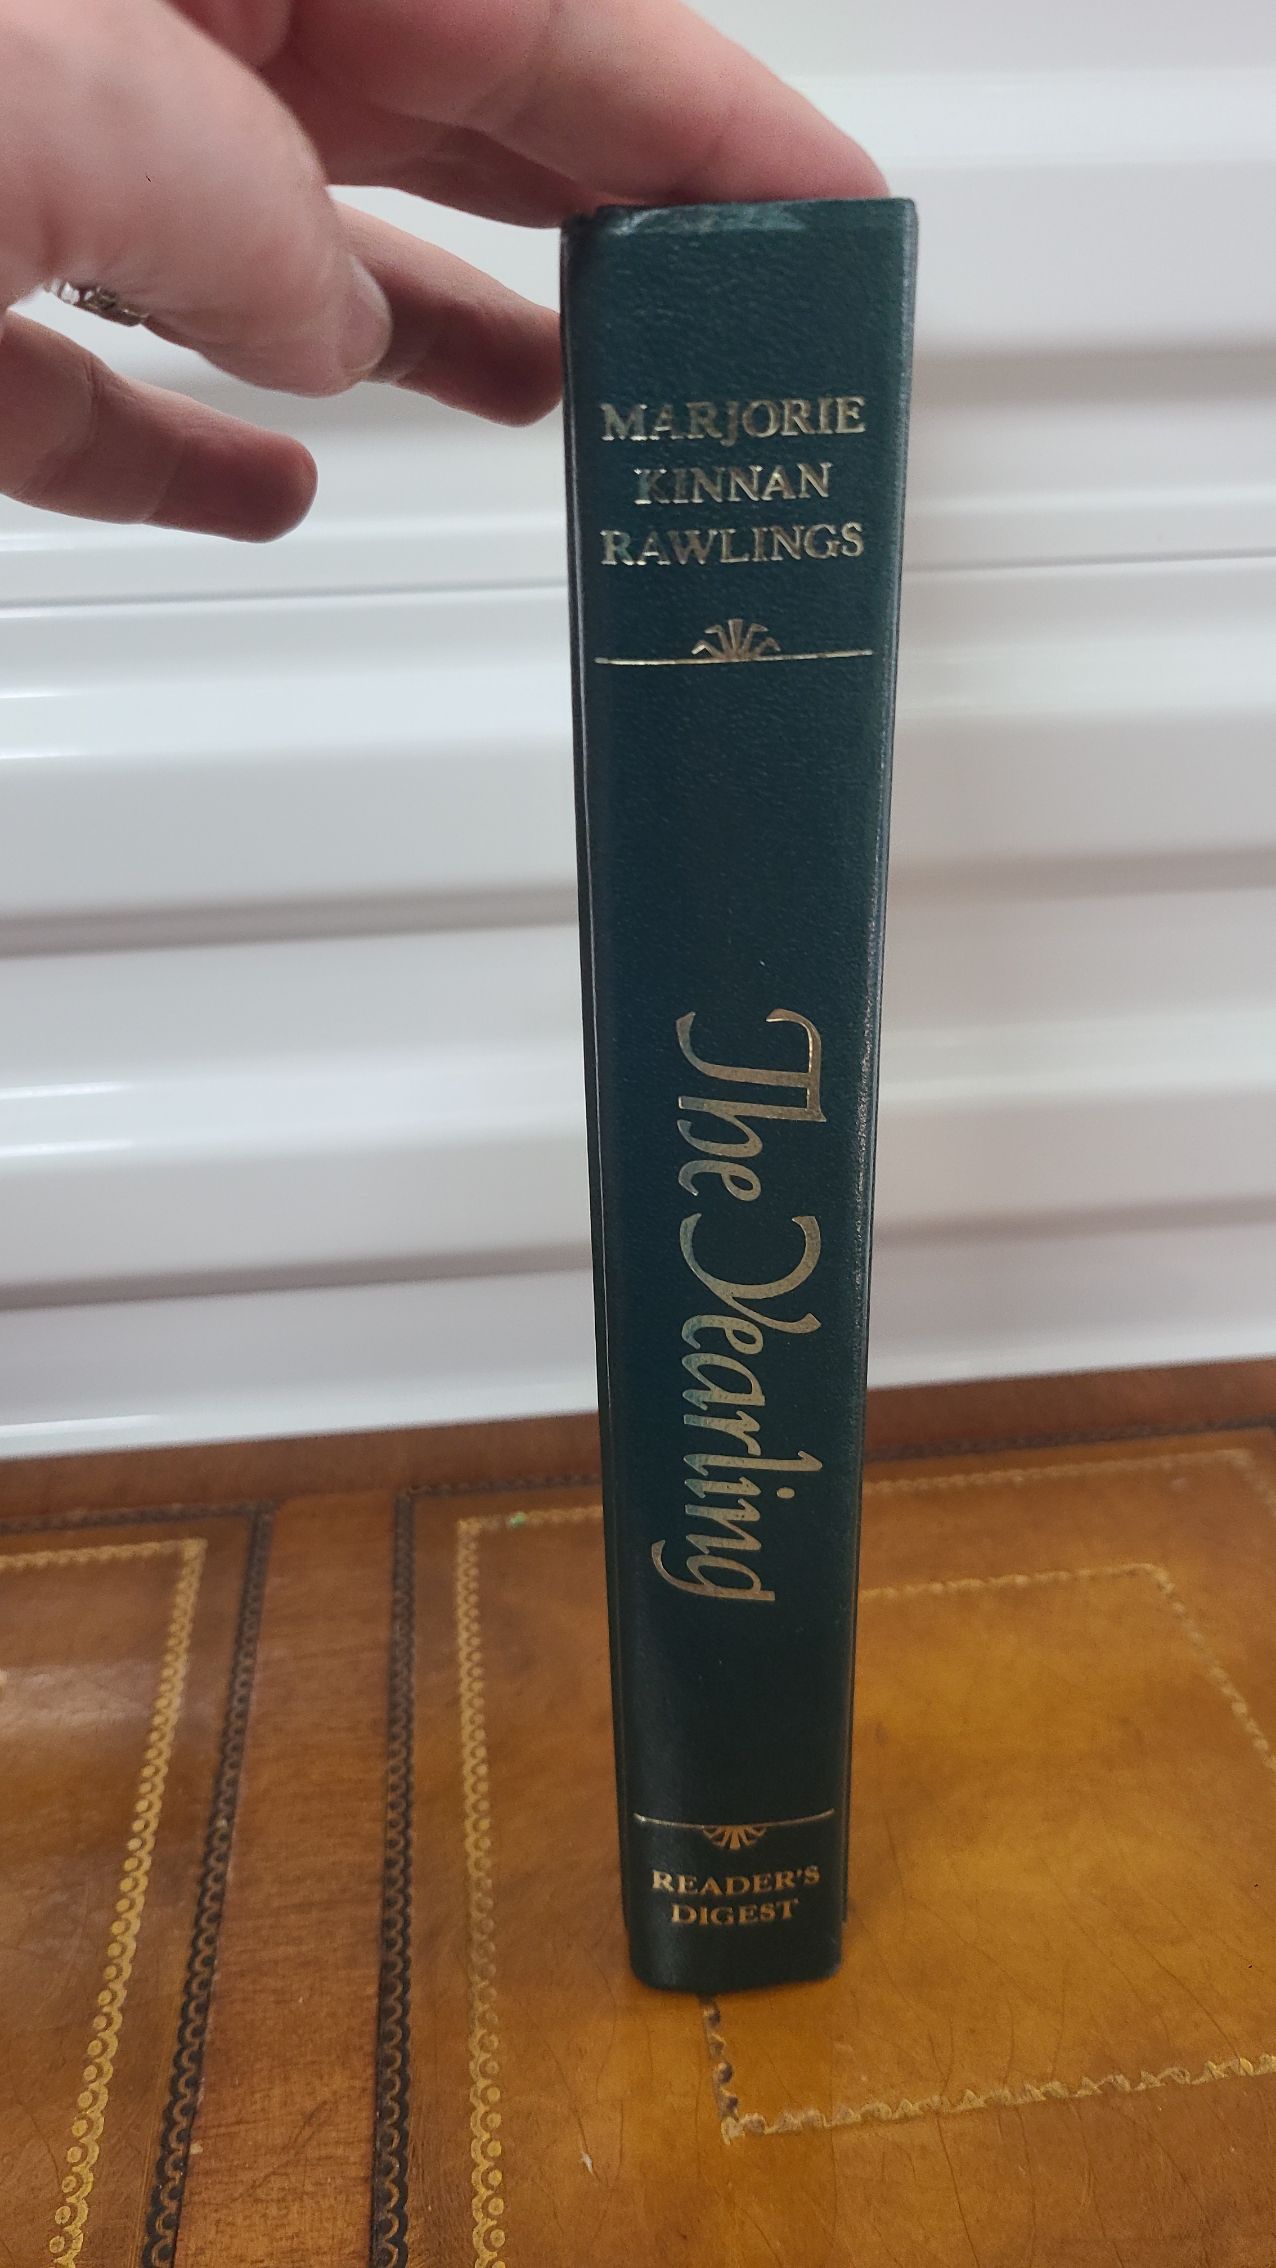 MARJORIE
KINNAN
RAWLINGS
The Yearling
READER'S
DIGEST